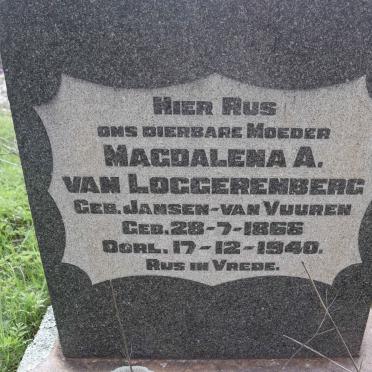 HIER RUS
ONS DIERBARE MOEDER
MAGDALENA A.
VAN LOGGERENBERG
GEB. JANSEN-VAN VUUREN
GEB. 28-7-1866
OORL. 17-12-1940.
RUS IN VREDE.